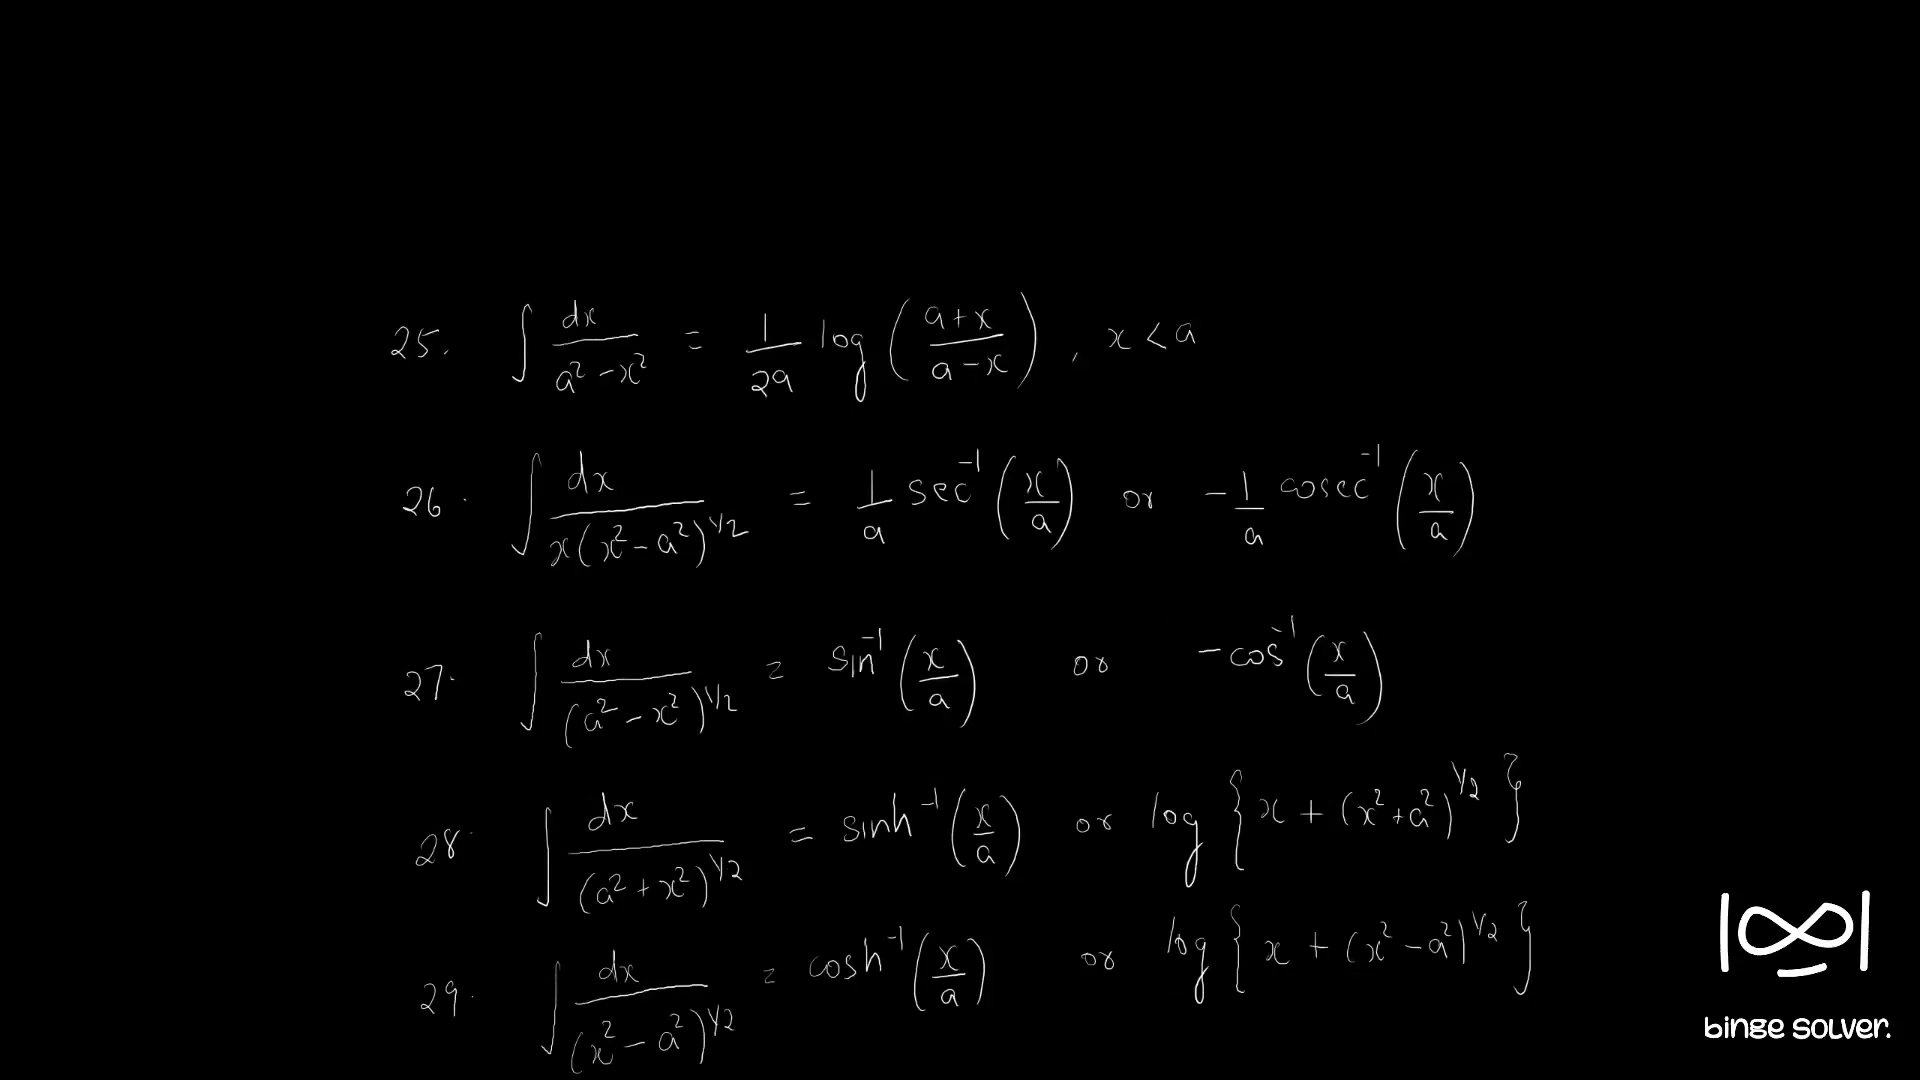 25. ∫ dx/(a² - x²) = 1/2a log ((a+x)/(a-x)), x < a
26. ∫ dx/(x(x² - a²)^1/2) = 1/a sec⁻¹ (x/a) or - 1/a cosec⁻¹ (x/a)
27. ∫ dx/((a² - x²)^1/2) = sin⁻¹ (x/a) or - cos⁻¹ (x/a)
28. ∫ dx/((a² + x²)^1/2) = sinh⁻¹ (x/a) or log {x + (x² + a²)^1/2}
29. ∫ dx/((x² - a²)^1/2) = cosh⁻¹ (x/a) or log {x + (x² - a²)^1/2}
binge solver.